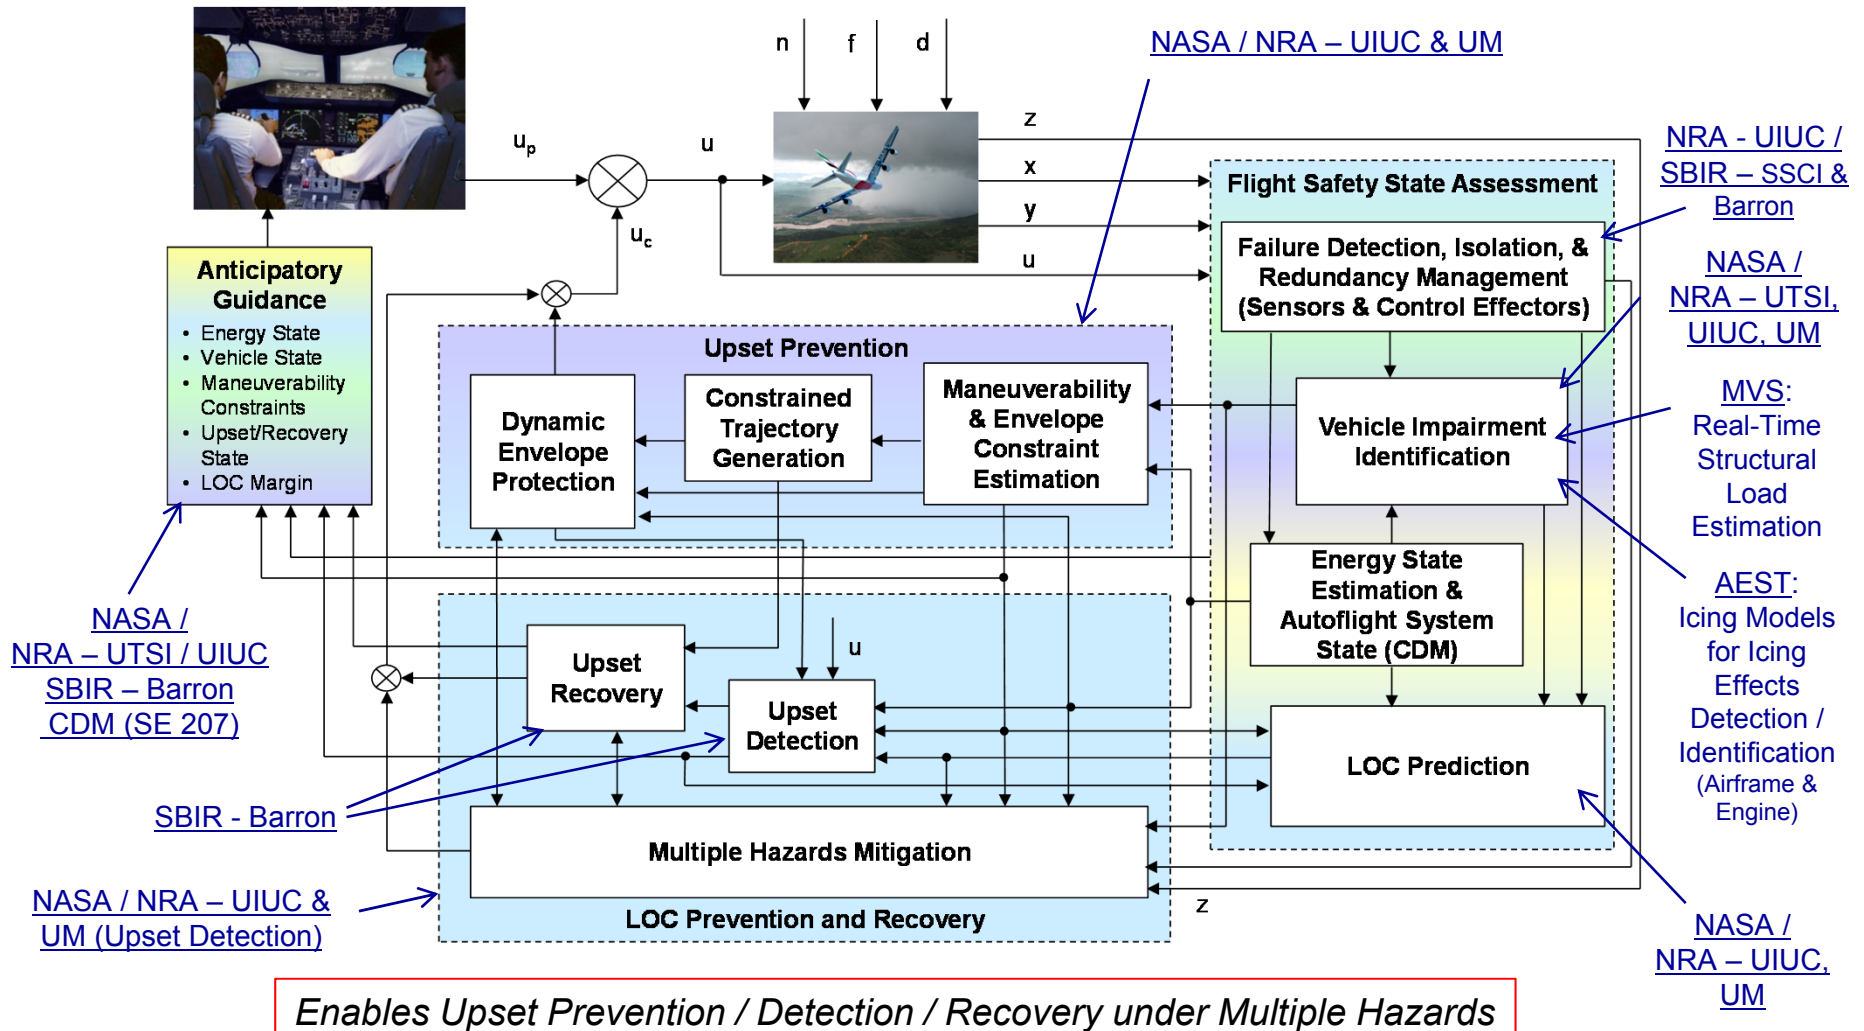 n
f
d
NASA / NRA – UIUC & UM
z
u
p
u
x
y
u
u
c
NRA - UIUC /
SBIR – SSCI &
Barron
Flight Safety State Assessment
Failure Detection, Isolation, &
Redundancy Management
(Sensors & Control Effectors)
NASA /
NRA – UTSI,
UIUC, UM
Anticipatory
Guidance
• Energy State
• Vehicle State
• Maneuverability
Constraints
• Upset/Recovery
State
• LOC Margin
Upset Prevention
Dynamic
Envelope
Protection
Constrained
Trajectory
Generation
Maneuverability
& Envelope
Constraint
Estimation
Vehicle Impairment
Identification
MVS:
Real-Time
Structural
Load
Estimation
Energy State
Estimation &
Autoflight System
State (CDM)
AEST:
Icing Models
for Icing
Effects
Detection /
Identification
(Airframe &
Engine)
NASA /
NRA – UTSI / UIUC
SBIR – Barron
CDM (SE 207)
Upset
Recovery
u
Upset
Detection
LOC Prediction
SBIR - Barron
Multiple Hazards Mitigation
NASA / NRA – UIUC &
UM (Upset Detection)
LOC Prevention and Recovery
z
NASA /
NRA – UIUC,
UM
Enables Upset Prevention / Detection / Recovery under Multiple Hazards